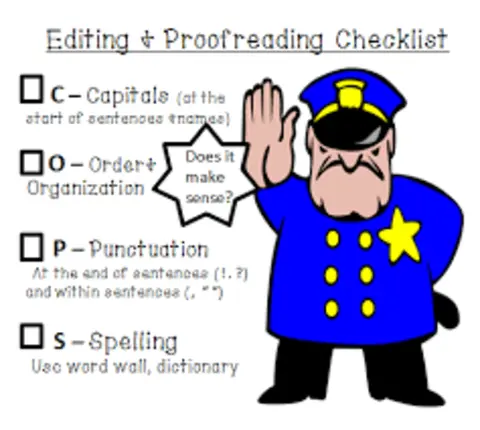 Editing & Proofreading Checklist
C – Capitals (at the
start of sentences &names)
O – Order&
Organization
Does it
make
sense?
P – Punctuation
At the end of sentences (!. ?)
and within sentences (, “ ”)
S – Spelling
Use word wall, dictionary